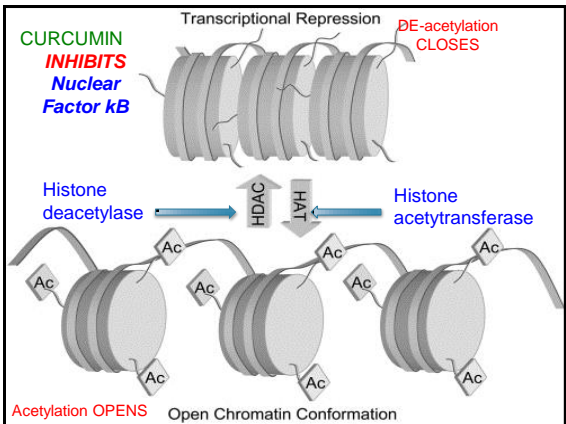 Transcriptional Repression
CURCUMIN
INHIBITS
Nuclear
Factor kB
DE-acetylation
CLOSES
Histone
deacetylase
HDAC
HAT
Histone
acetytransferase
Ac
Ac
Ac
Ac
Ac
Ac
Ac
Ac
Ac
Acetylation OPENS
Open Chromatin Conformation